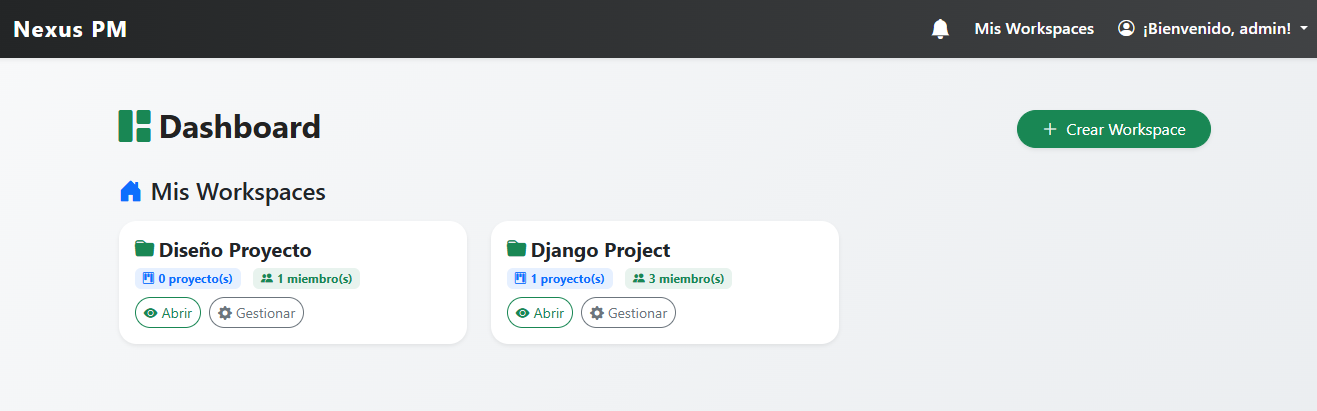 Nexus PM
Mis Workspaces
¡Bienvenido, admin!
Dashboard
Crear Workspace
Mis Workspaces
Diseño Proyecto
0 proyecto(s)
1 miembro(s)
Abrir
Gestionar
Django Project
1 proyecto(s)
3 miembro(s)
Abrir
Gestionar